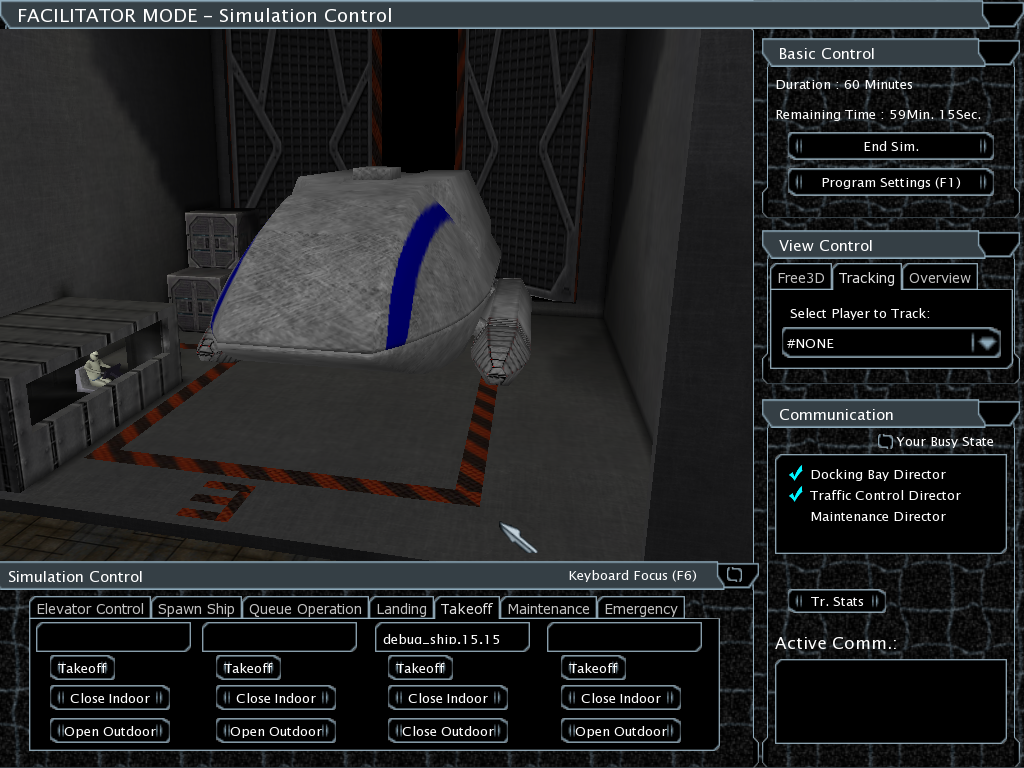 FACILITATOR MODE - Simulation Control
Basic Control
Duration : 60 Minutes
Remaining Time : 59Min. 15Sec.
End Sim.
Program Settings (F1)
View Control
Free3D Tracking Overview
Select Player to Track:
#NONE
Communication
Your Busy State
Docking Bay Director
Traffic Control Director
Maintenance Director
Tr. Stats
Active Comm.:
3
Simulation Control Keyboard Focus (F6)
Elevator Control Spawn Ship Queue Operation Landing Takeoff Maintenance Emergency
debug_ship.15.15
Takeoff Takeoff Takeoff Takeoff
Close Indoor Close Indoor Close Indoor Close Indoor
Open Outdoor Open Outdoor Close Outdoor Open Outdoor